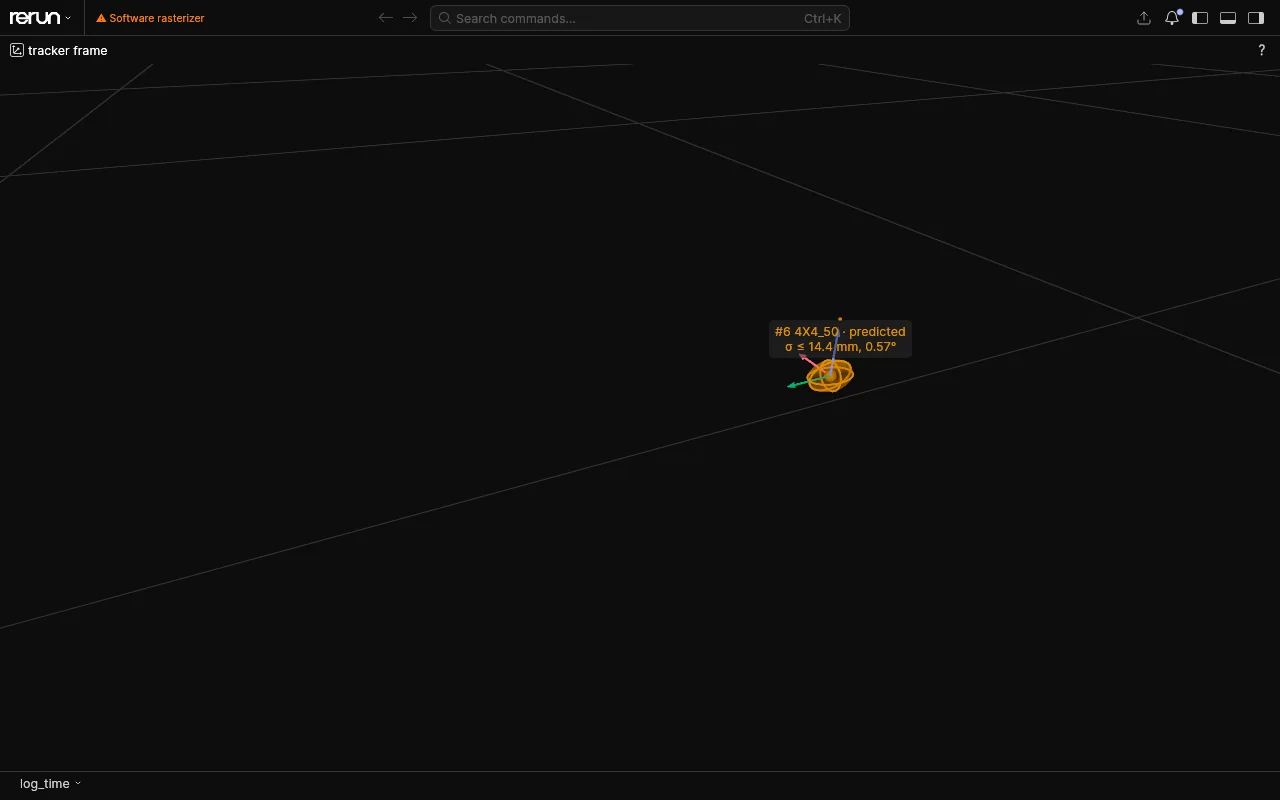 rerun
Software rasterizer
Search commands...
Ctrl+K
tracker frame
?
#6 4X4_50 · predicted
σ ≤ 14.4 mm, 0.57°
log_time